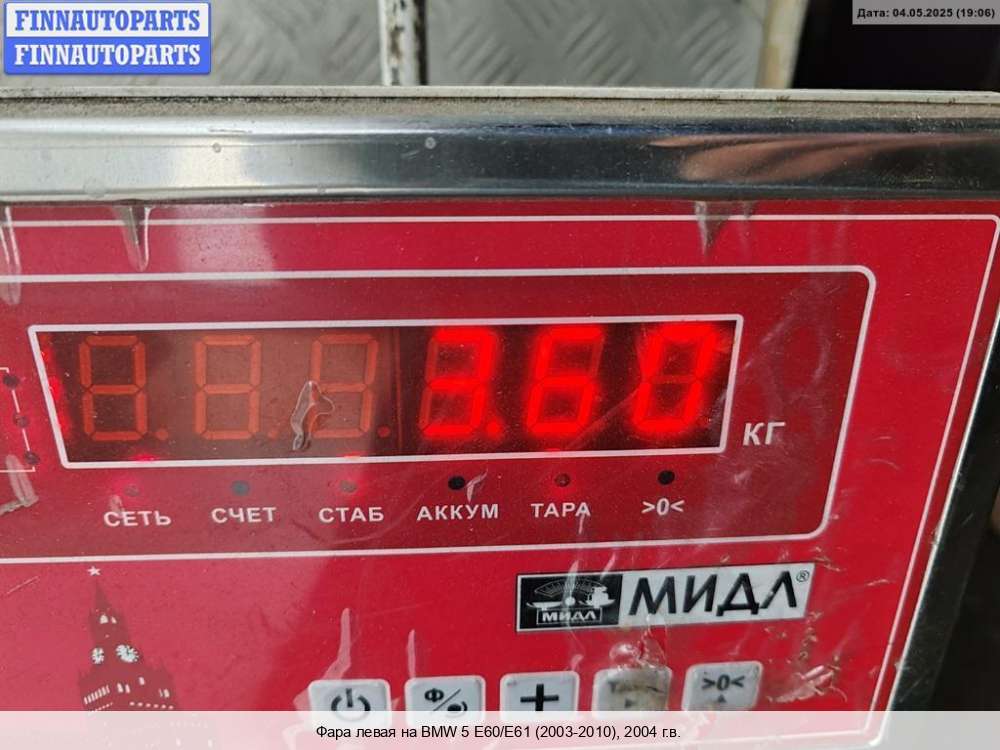 FINNAUTOPARTS
FINNAUTOPARTS
Дата: 04.05.2025 (19:06)
3.60
КГ
СЕТЬ СЧЕТ СТАБ АККУМ ТАРА >0<
МИДЛ МИДЛ®
Ф/
+
>0<
Фара левая на BMW 5 E60/E61 (2003-2010), 2004 г.в.